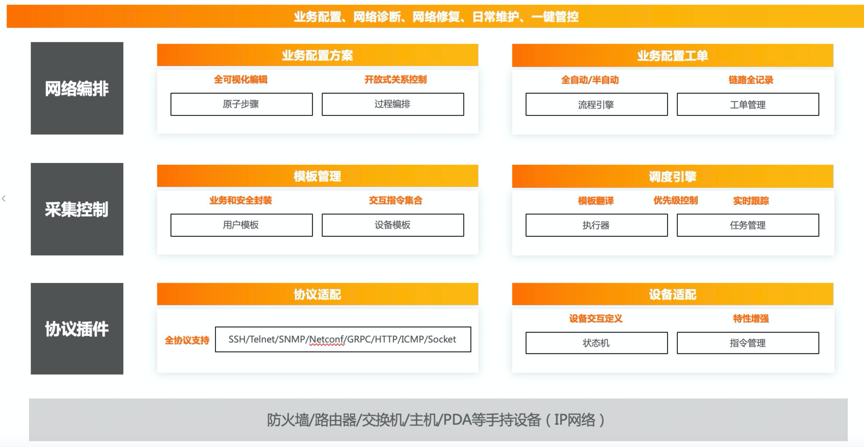 业务配置、网络诊断、网络修复、日常维护、一键管控
网络编排
业务配置方案
全可视化编辑 开放式关系控制
原子步骤 过程编排
业务配置工单
全自动/半自动 链路全记录
流程引擎 工单管理
采集控制
模板管理
业务和安全封装 交互指令集合
用户模板 设备模板
调度引擎
模板翻译 优先级控制 实时跟踪
执行器 任务管理
协议插件
协议适配
全协议支持 SSH/Telnet/SNMP/Netconf/GRPC/HTTP/ICMP/Socket
设备适配
设备交互定义 特性增强
状态机 指令管理
防火墙/路由器/交换机/主机/PDA等手持设备（IP网络）